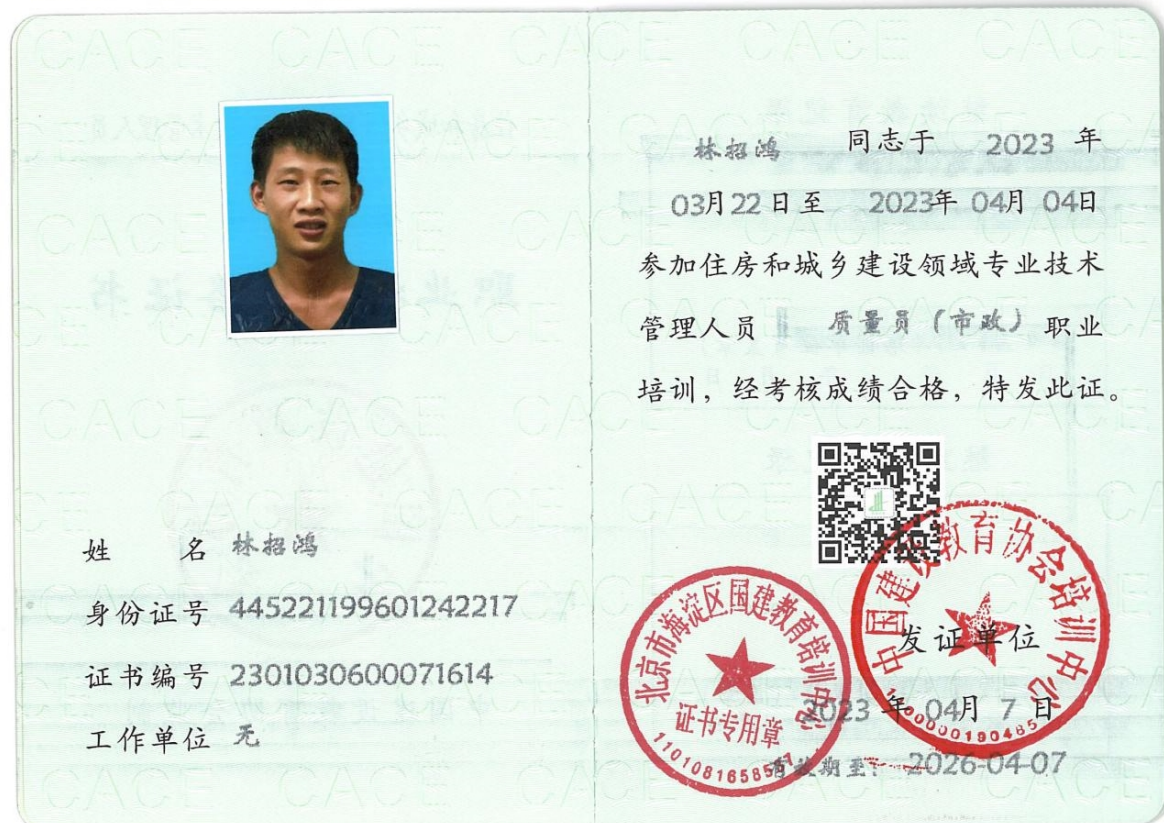 姓 名 林招鸿
身份证号 445221199601242217
证书编号 2301030600071614
工作单位 无
林招鸿 同志于 2023 年
03月 22 日至 2023年 04月 04日
参加住房和城乡建设领域专业技术
管理人员 质量员(市政) 职业
培训,经考核成绩合格,特发此证。
北京市海淀区国建教育培训中心
证书专用章
中国建设教育协会培训中心
发证单位
2023 年 04月 7 日
有效期至: 2026-04-07
CACE